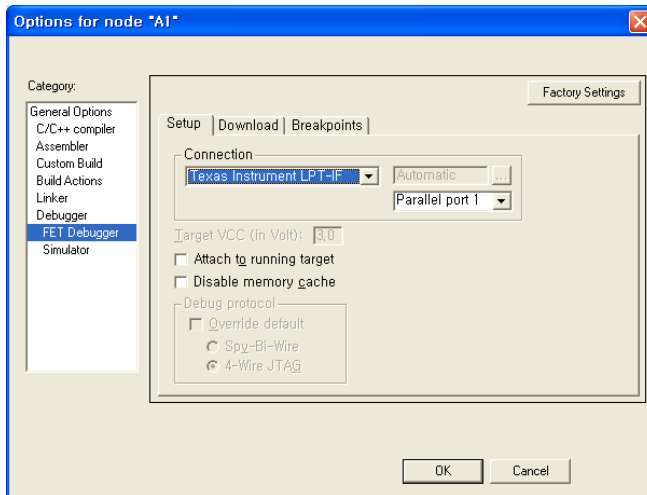 Options for node "A1"
Category:
General Options
C/C++ compiler
Assembler
Custom Build
Build Actions
Linker
Debugger
FET Debugger
Simulator
Factory Settings
Setup Download Breakpoints
Connection
Texas Instrument LPT-IF Automatic ...
Parallel port 1
Target VCC (in Volt): 3,0
Attach to running target
Disable memory cache
Debug protocol
Override default
Spy-Bi-Wire
4-Wire JTAG
OK Cancel